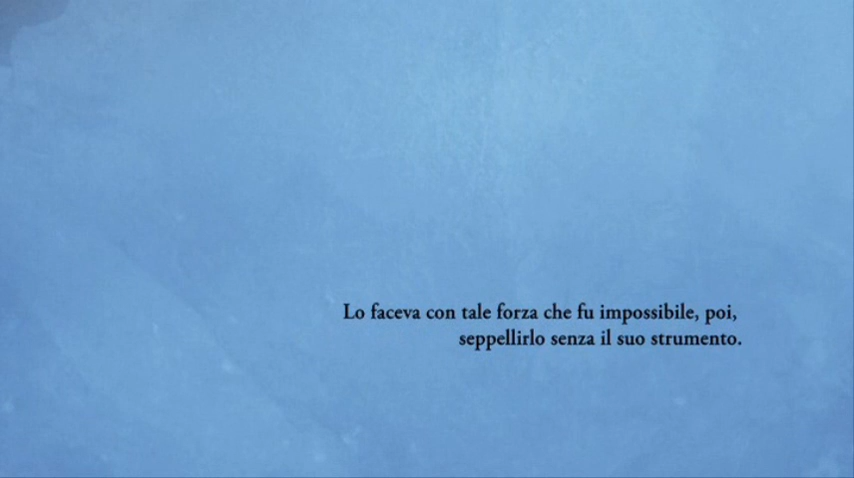 Lo faceva con tale forza che fu impossibile, poi,
seppellirlo senza il suo strumento.